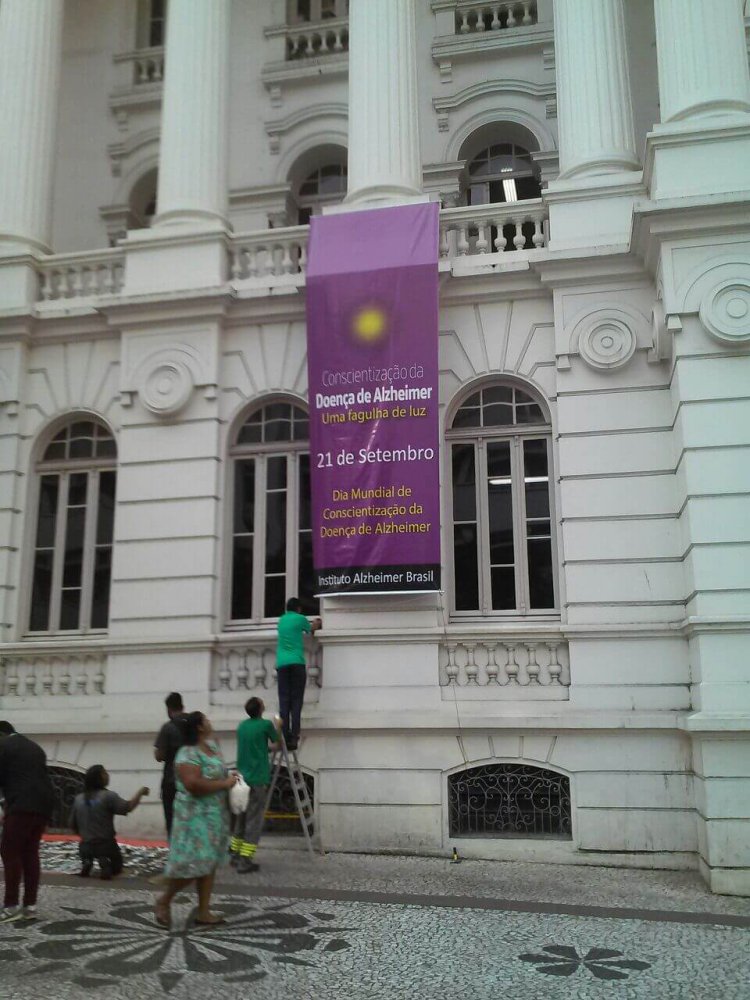 Conscientização da
Doença de Alzheimer
Uma fagulha de luz
21 de Setembro
Dia Mundial de
Conscientização da
Doença de Alzheimer
Instituto Alzheimer Brasil